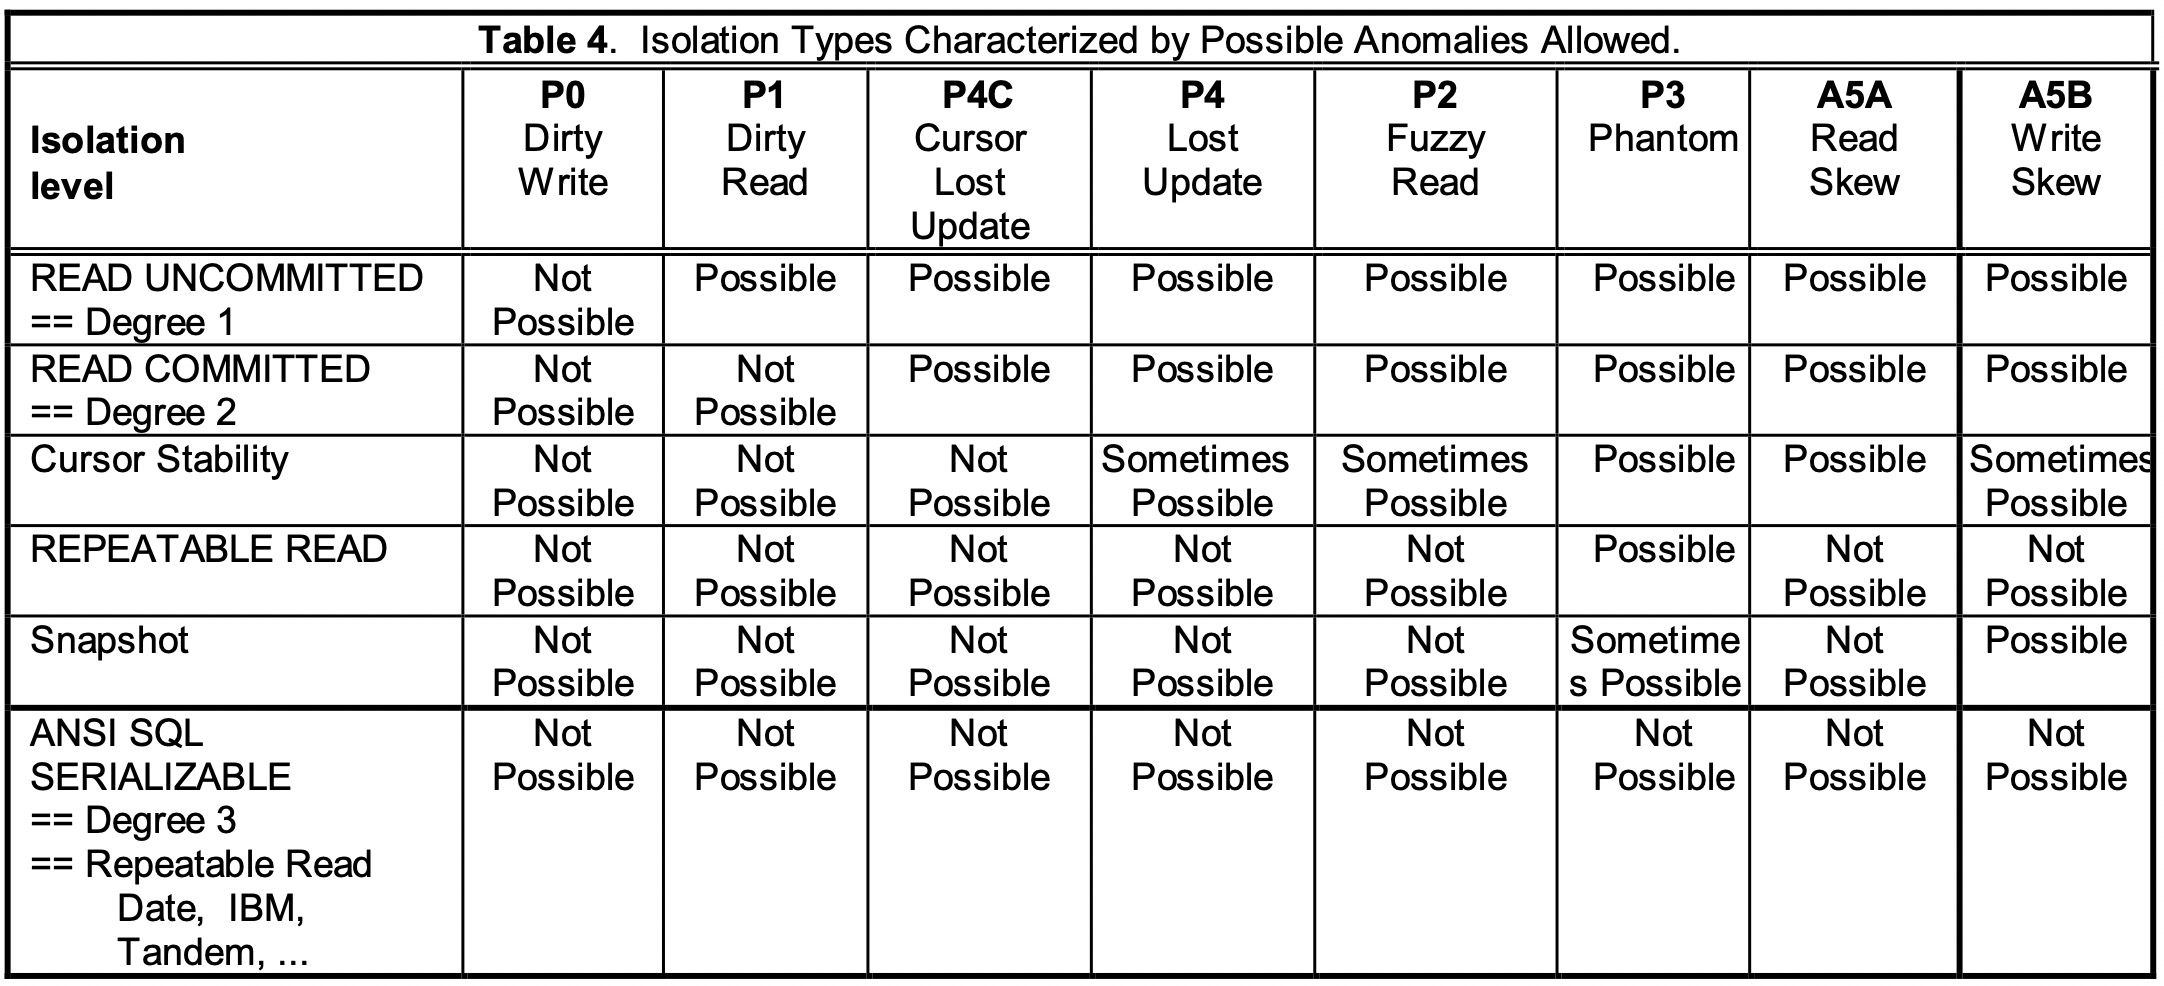 Table 4. Isolation Types Characterized by Possible Anomalies Allowed.
Isolation level P0 Dirty Write P1 Dirty Read P4C Cursor Lost Update P4 Lost Update P2 Fuzzy Read P3 Phantom A5A Read Skew A5B Write Skew
READ UNCOMMITTED == Degree 1 Not Possible Possible Possible Possible Possible Possible Possible Possible
READ COMMITTED == Degree 2 Not Possible Not Possible Possible Possible Possible Possible Possible Possible
Cursor Stability Not Possible Not Possible Not Possible Sometimes Possible Sometimes Possible Possible Possible Sometimes Possible
REPEATABLE READ Not Possible Not Possible Not Possible Not Possible Not Possible Possible Not Possible Not Possible
Snapshot Not Possible Not Possible Not Possible Not Possible Not Possible Sometime s Possible Not Possible Possible
ANSI SQL SERIALIZABLE == Degree 3 == Repeatable Read Date, IBM, Tandem, ... Not Possible Not Possible Not Possible Not Possible Not Possible Not Possible Not Possible Not Possible